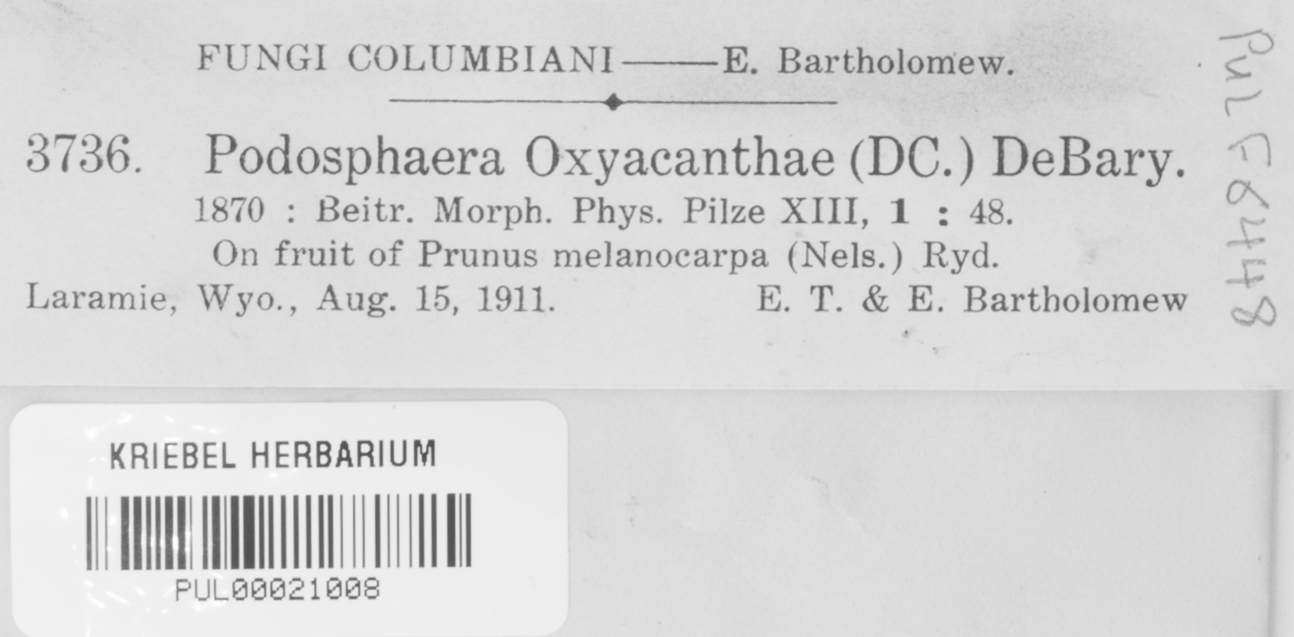 FUNGI COLUMBIANI——E. Bartholomew.
3736. Podosphaera Oxyacanthae (DC.) DeBary.
1870 : Beitr. Morph. Phys. Pilze XIII, 1 : 48.
On fruit of Prunus melanocarpa (Nels.) Ryd.
Laramie, Wyo., Aug. 15, 1911. E. T. & E. Bartholomew
PUL F8448
KRIEBEL HERBARIUM
PUL00021008